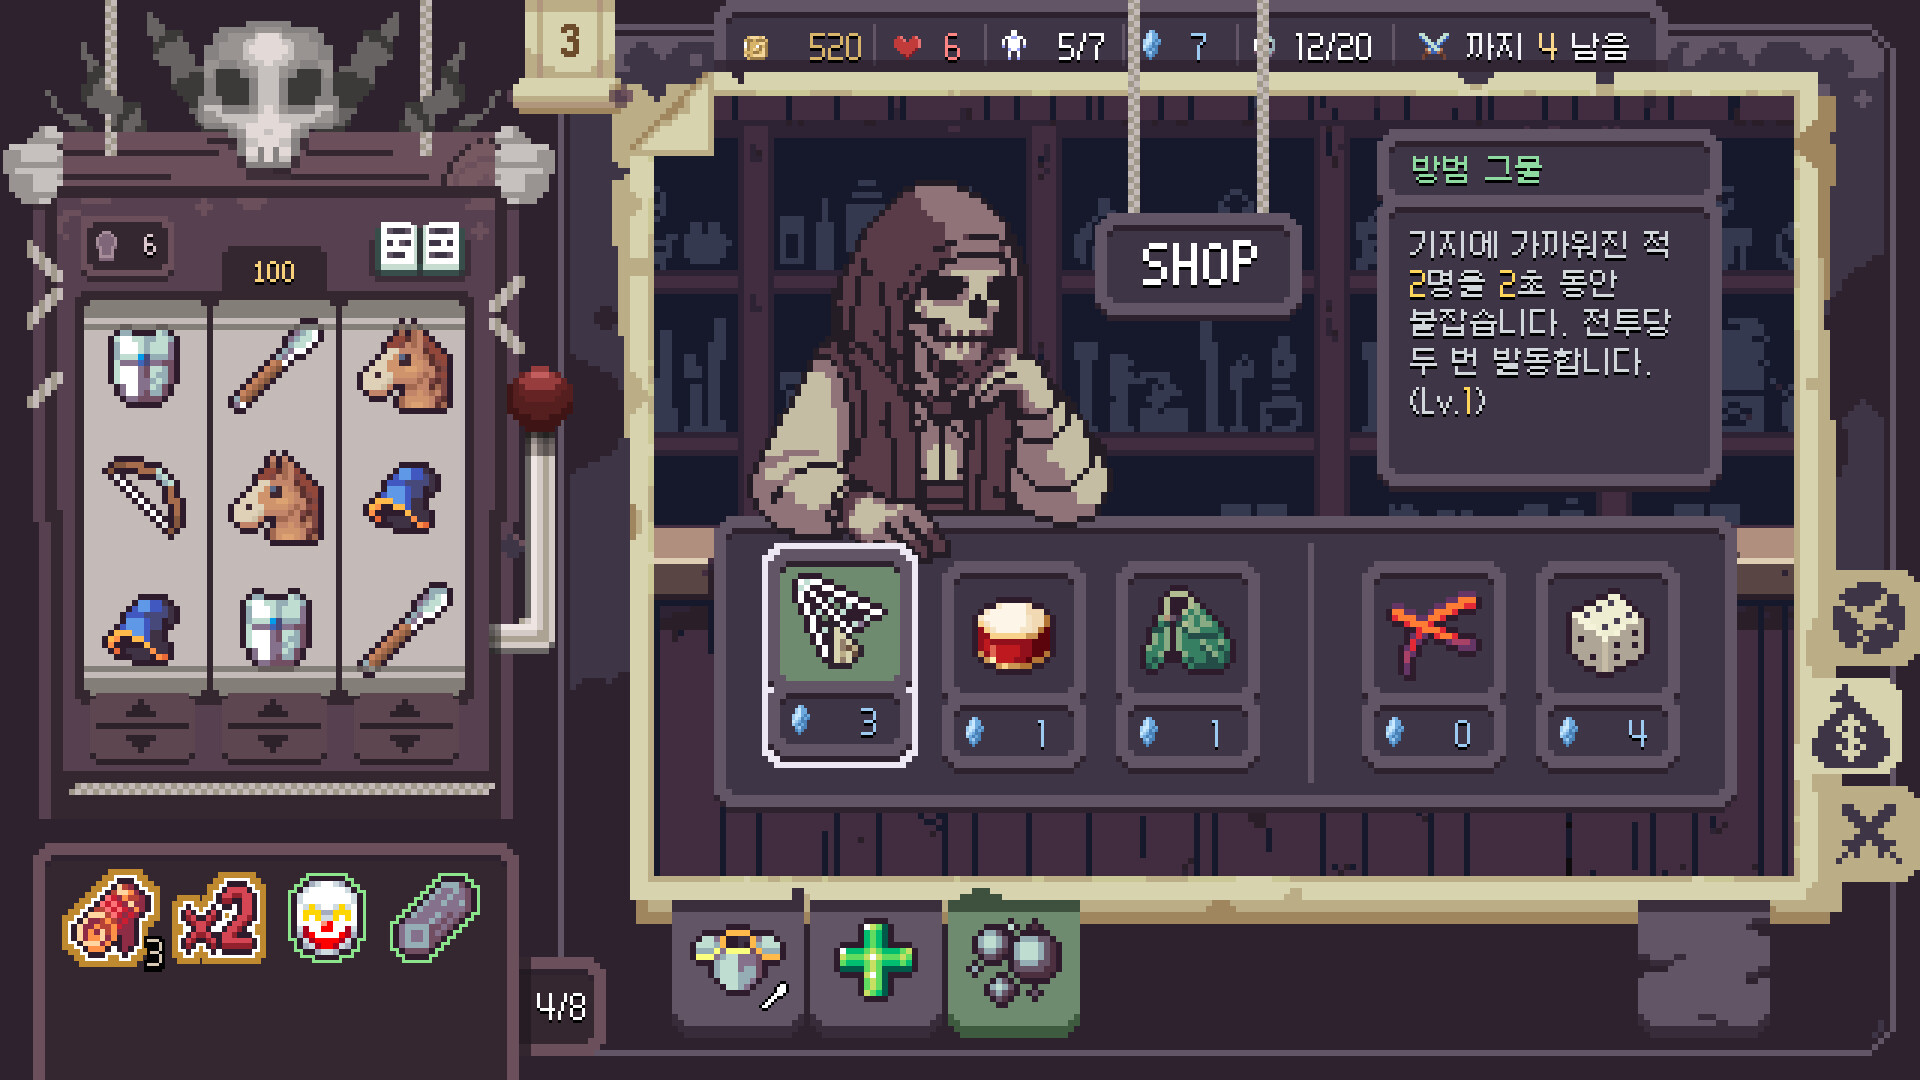 3
520
6
5/7
7
12/20
까지 4 남음
6
100
SHOP
방범 그물
기지에 가까워진 적
2명을 2초 동안
붙잡습니다. 전투당
두 번 발동합니다.
(Lv.1)
3
1
1
0
4
3
x2
4/8